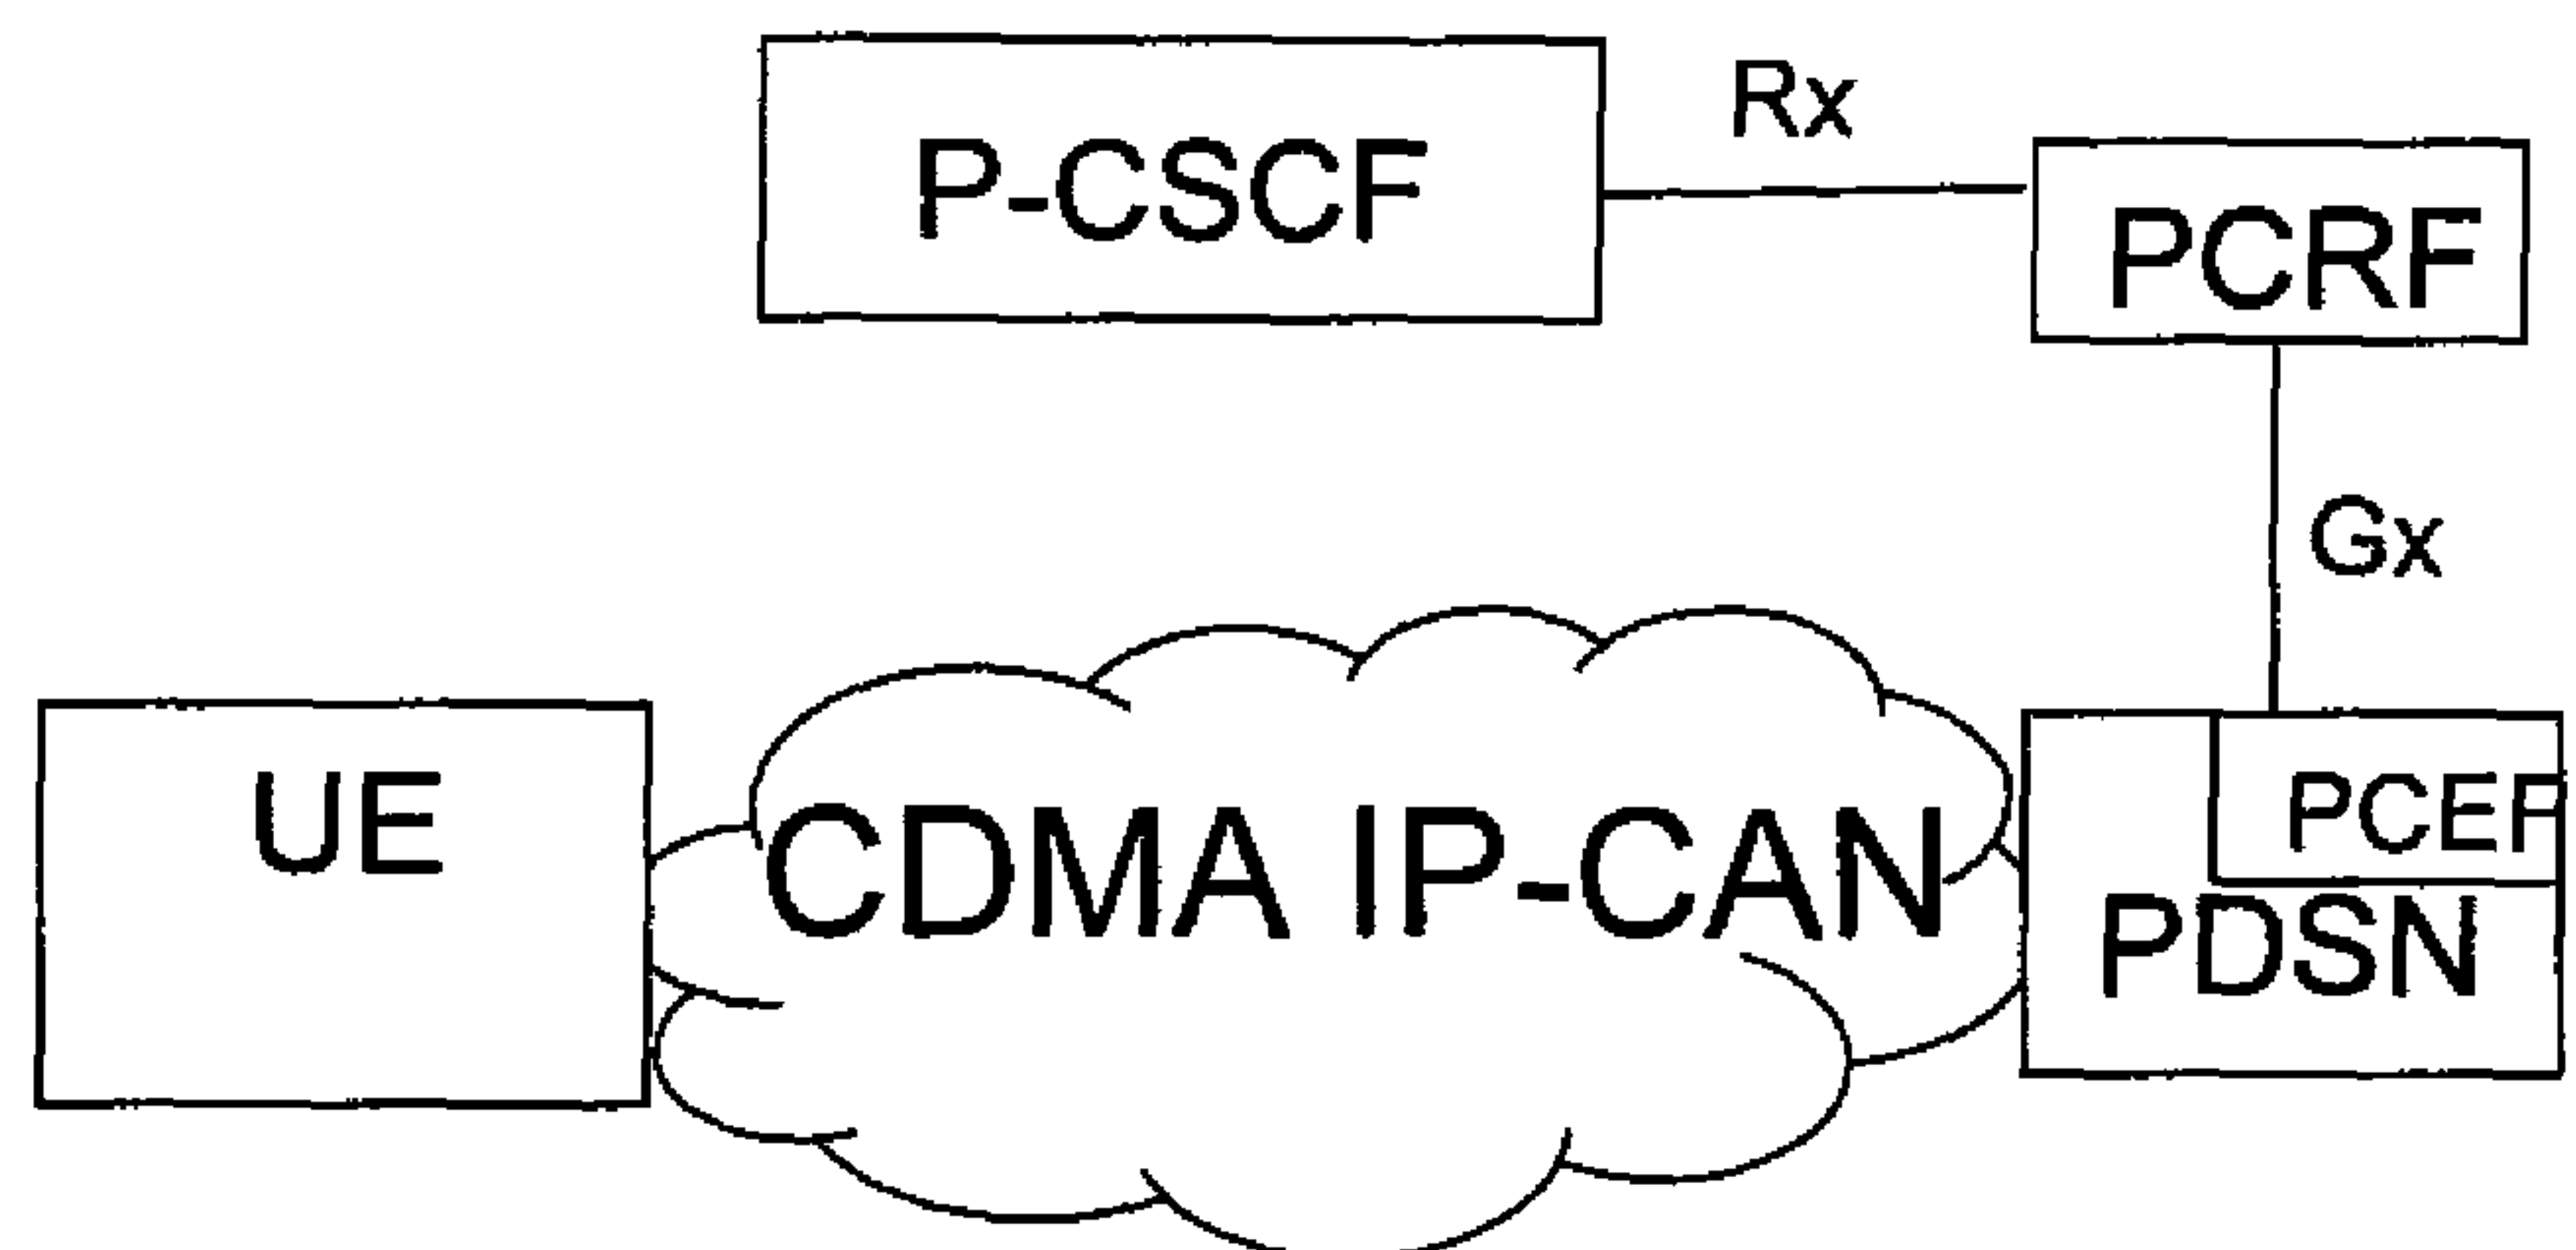 Rx
P-CSCF
PCRF
Gx
UE
CDMA IP-CAN
PCEF
PDSN